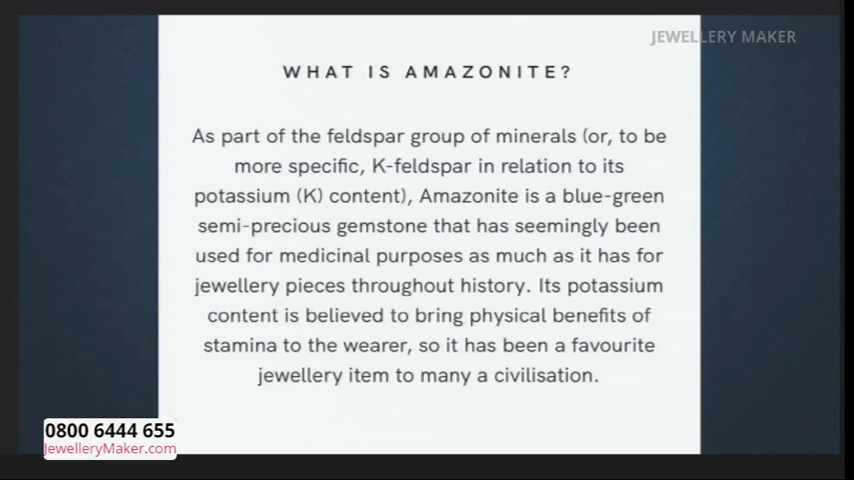 JEWELLERY MAKER
WHAT IS AMAZONITE?
As part of the feldspar group of minerals (or, to be
more specific, K-feldspar in relation to its
potassium (K) content), Amazonite is a blue-green
semi-precious gemstone that has seemingly been
used for medicinal purposes as much as it has for
jewellery pieces throughout history. Its potassium
content is believed to bring physical benefits of
stamina to the wearer, so it has been a favourite
jewellery item to many a civilisation.
0800 6444 655
JewelleryMaker.com